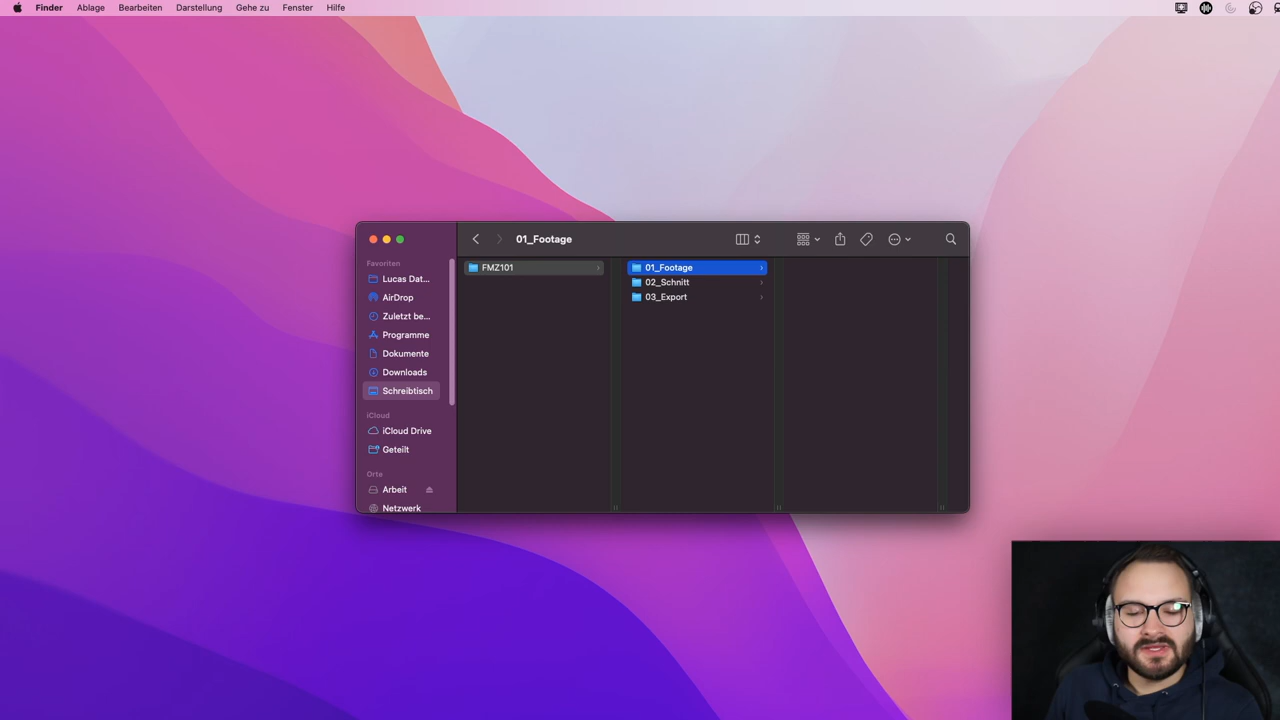 Finder Ablage Bearbeiten Darstellung Gehe zu Fenster Hilfe
01_Footage
Favoriten
Lucas Dat...
AirDrop
Zuletzt be...
Programme
Dokumente
Downloads
Schreibtisch
iCloud
iCloud Drive
Geteilt
Orte
Arbeit
Netzwerk
FMZ101
01_Footage
02_Schnitt
03_Export